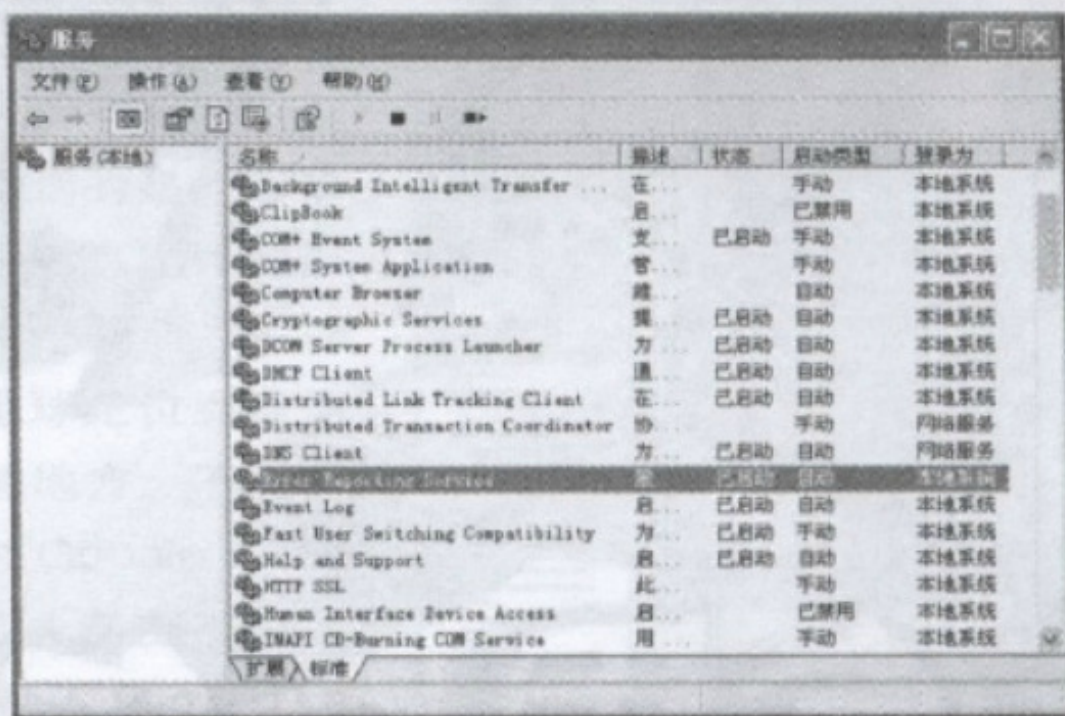 服务
文件(F) 操作(A) 查看(V) 帮助(H)
服务(本地)
名称 描述 状态 启动类型 登录为
Background Intelligent Transfer ... 在... 手动 本地系统
ClipBook 启... 已禁用 本地系统
COM+ Event System 支... 已启动 手动 本地系统
COM+ System Application 管... 手动 本地系统
Computer Browser 维... 自动 本地系统
Cryptographic Services 提... 已启动 自动 本地系统
DCOM Server Process Launcher 为... 已启动 自动 本地系统
DHCP Client 通... 已启动 自动 本地系统
Distributed Link Tracking Client 在... 已启动 自动 本地系统
Distributed Transaction Coordinator 协... 手动 网络服务
DNS Client 为... 已启动 自动 网络服务
Error Reporting Service 已启动 自动 本地系统
Event Log 启... 已启动 自动 本地系统
Fast User Switching Compatibility 为... 已启动 手动 本地系统
Help and Support 启... 已启动 自动 本地系统
HTTP SSL 此... 手动 本地系统
Human Interface Device Access 启... 已禁用 本地系统
IMAPI CD-Burning COM Service 用... 手动 本地系统
扩展 标准